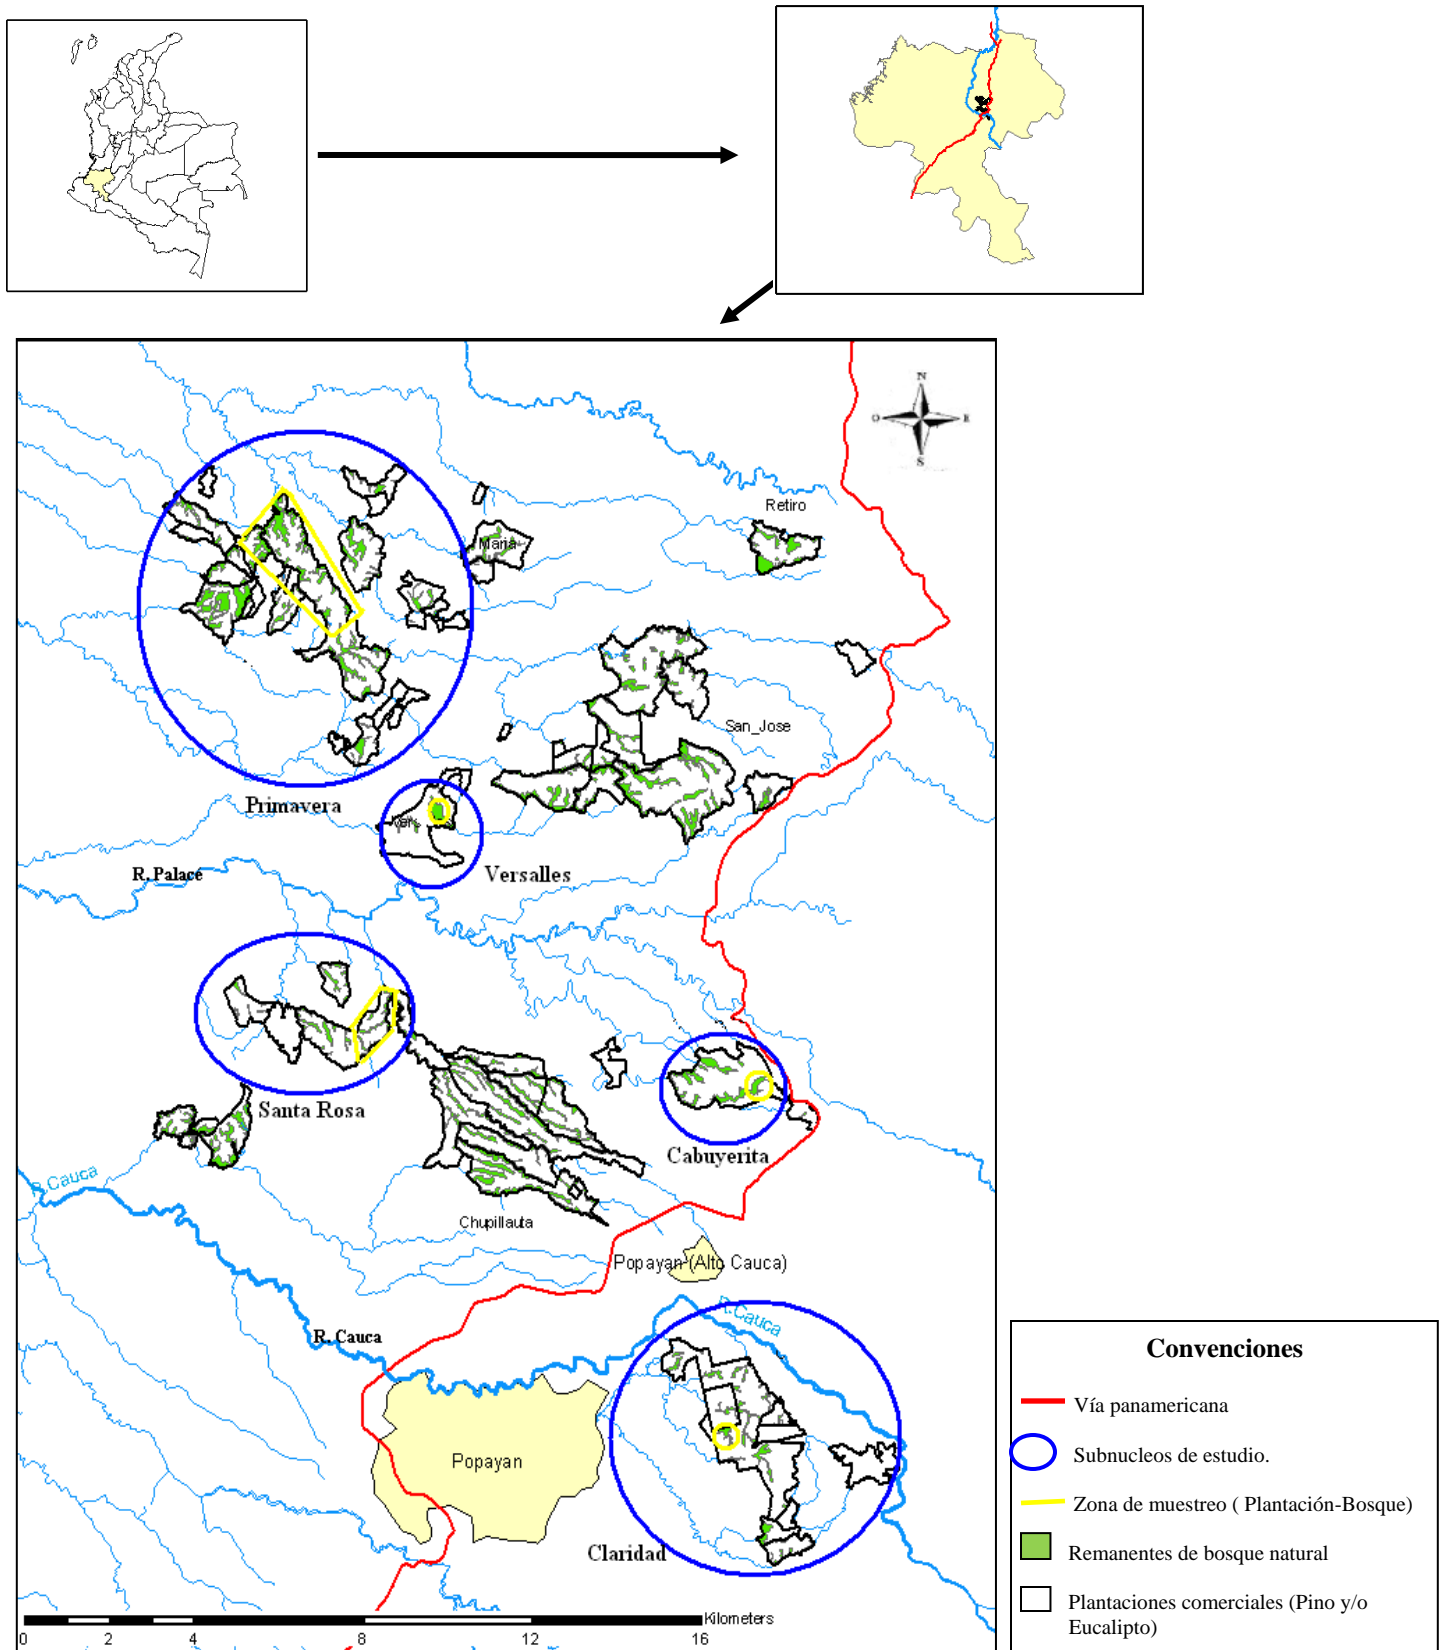 N
O E
S
Retiro
Maria
San_Jose
Primavera
Versalles
R. Palacé
Santa Rosa
Cabuyerita
R.Cauca
Chupillauta
Popayan (Alto Cauca)
R.Cauca
R. Cauca
Popayan
Claridad
Kilometers
0 2 4 8 12 16
Convenciones
Vía panamericana
Subnucleos de estudio.
Zona de muestreo ( Plantación-Bosque)
Remanentes de bosque natural
Plantaciones comerciales (Pino y/o
Eucalipto)